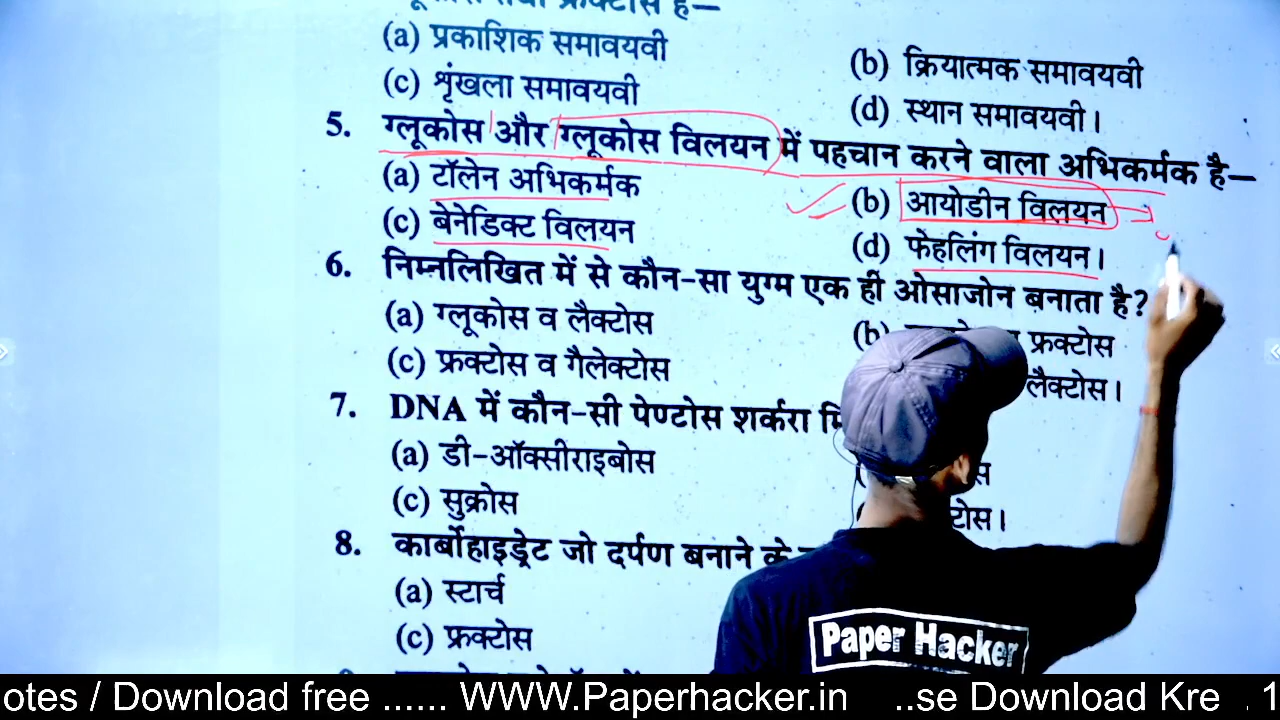 (a) प्रकाशिक समावयवी
(b) क्रियात्मक समावयवी
(c) शृंखला समावयवी
(d) स्थान समावयवी।
5. ग्लूकोस और ग्लूकोस विलयन में पहचान करने वाला अभिकर्मक है—
(a) टॉलेन अभिकर्मक
(b) आयोडीन विलयन
(c) बेनेडिक्ट विलयन
(d) फेहलिंग विलयन।
6. निम्नलिखित में से कौन-सा युग्म एक ही ओसाजोन बनाता है?
(a) ग्लूकोस व लैक्टोस
(b) फ्रक्टोस
(c) फ्रक्टोस व गैलेक्टोस
लैक्टोस।
7. DNA में कौन-सी पेण्टोस शर्करा
(a) डी-ऑक्सीराइबोस
(c) सुक्रोस
8. कार्बोहाइड्रेट जो दर्पण बनाने के
(a) स्टार्च
(c) फ्रक्टोस
Paper Hacker
otes / Download free ...... WWW.Paperhacker.in ..se Download Kre . 1